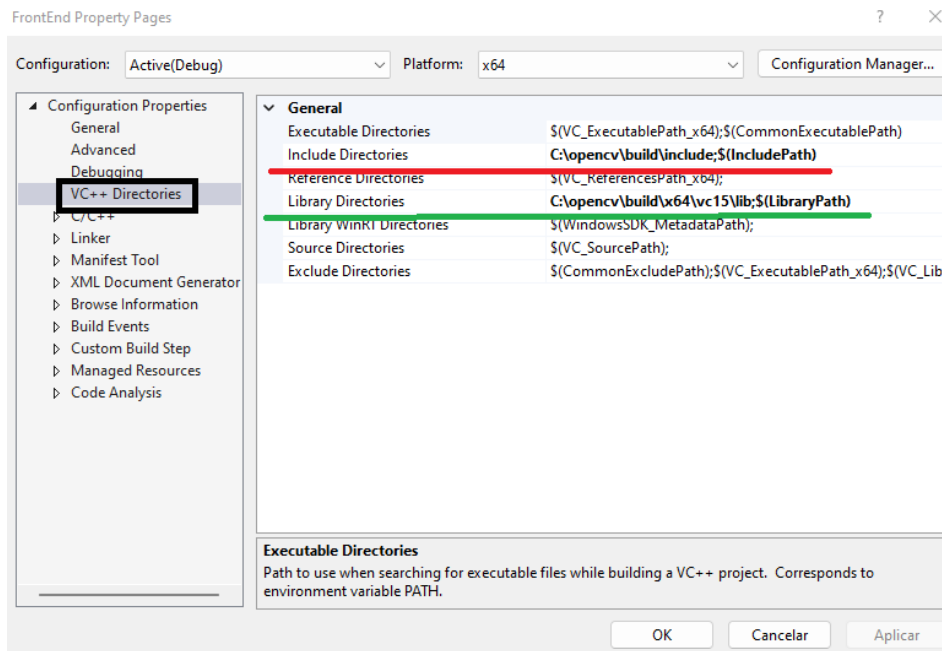 FrontEnd Property Pages ? ×
Configuration: Active(Debug) Platform: x64 Configuration Manager...
Configuration Properties
General
Advanced
Debugging
VC++ Directories
C/C++
Linker
Manifest Tool
XML Document Generator
Browse Information
Build Events
Custom Build Step
Managed Resources
Code Analysis
General
Executable Directories $(VC_ExecutablePath_x64);$(CommonExecutablePath)
Include Directories C:\opencv\build\include;$(IncludePath)
Reference Directories $(VC_ReferencesPath_x64);
Library Directories C:\opencv\build\x64\vc15\lib;$(LibraryPath)
Library WinRT Directories $(WindowsSDK_MetadataPath);
Source Directories $(VC_SourcePath);
Exclude Directories $(CommonExcludePath);$(VC_ExecutablePath_x64);$(VC_Lib
Executable Directories
Path to use when searching for executable files while building a VC++ project. Corresponds to
environment variable PATH.
OK Cancelar Aplicar